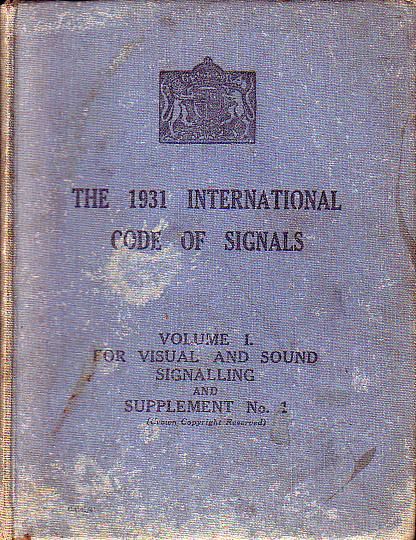 THE 1931 INTERNATIONAL
CODE OF SIGNALS
VOLUME I.
FOR VISUAL AND SOUND
SIGNALLING
AND
SUPPLEMENT No. 1
(Crown Copyright Reserved)